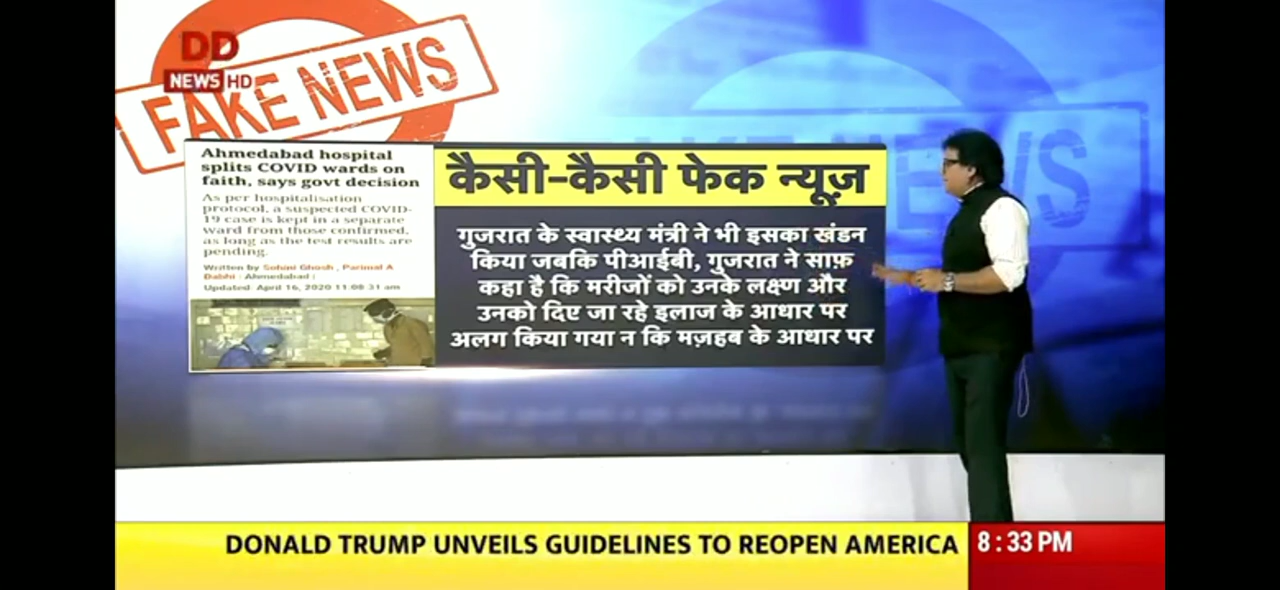 DD
NEWS HD
FAKE NEWS
Ahmedabad hospital
splits COVID wards on
faith, says govt decision
As per hospitalisation
protocol, a suspected COVID-
19 case is kept in a separate
ward from those confirmed,
as long as the test results are
pending.
Written by Sohini Ghosh , Parimal A
Dabhi | Ahmedabad |
Updated: April 16, 2020 11:08:31 am
कैसी-कैसी फेक न्यूज़
गुजरात के स्वास्थ्य मंत्री ने भी इसका खंडन
किया जबकि पीआईबी, गुजरात ने साफ़
कहा है कि मरीजों को उनके लक्ष्ण और
उनको दिए जा रहे इलाज के आधार पर
अलग किया गया न कि मज़हब के आधार पर
DONALD TRUMP UNVEILS GUIDELINES TO REOPEN AMERICA
8:33 PM